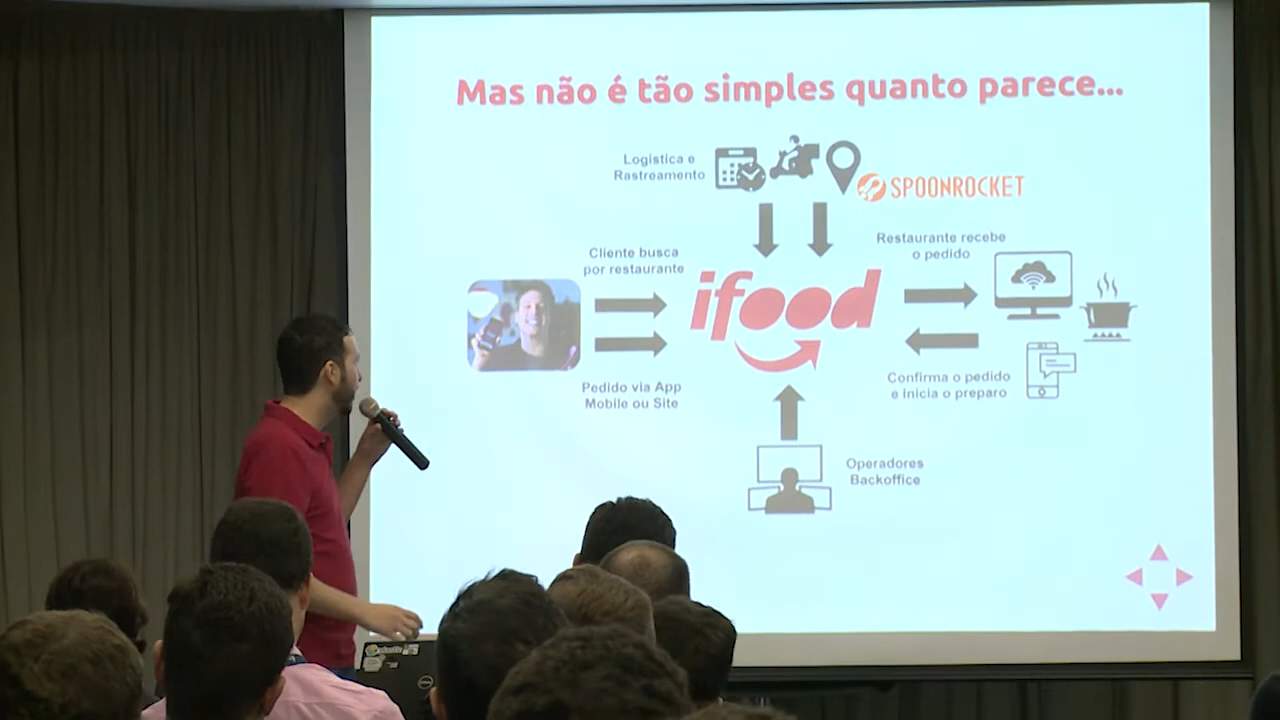 Mas não é tão simples quanto parece...
Logística e
Rastreamento
SPOONROCKET
Cliente busca
por restaurante
Restaurante recebe
o pedido
ifood
Pedido via App
Mobile ou Site
Confirma o pedido
e inicia o preparo
Operadores
Backoffice
DELL